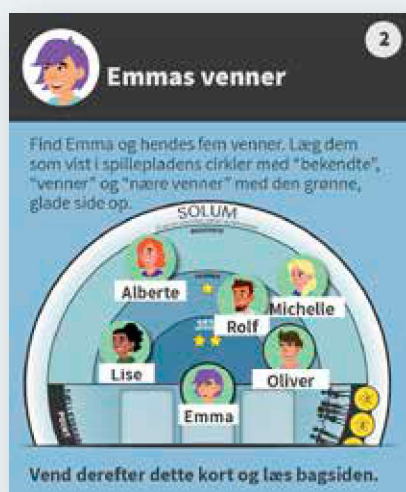 2
Emmas venner
Find Emma og hendes fem venner. Læg dem
som vist i spillepladens cirkler med "bekendte",
"venner" og "nære venner" med den grønne,
glade side op.
SOLUM
Alberte
Michelle
Rolf
Lise
Oliver
Emma
Vend derefter dette kort og læs bagsiden.